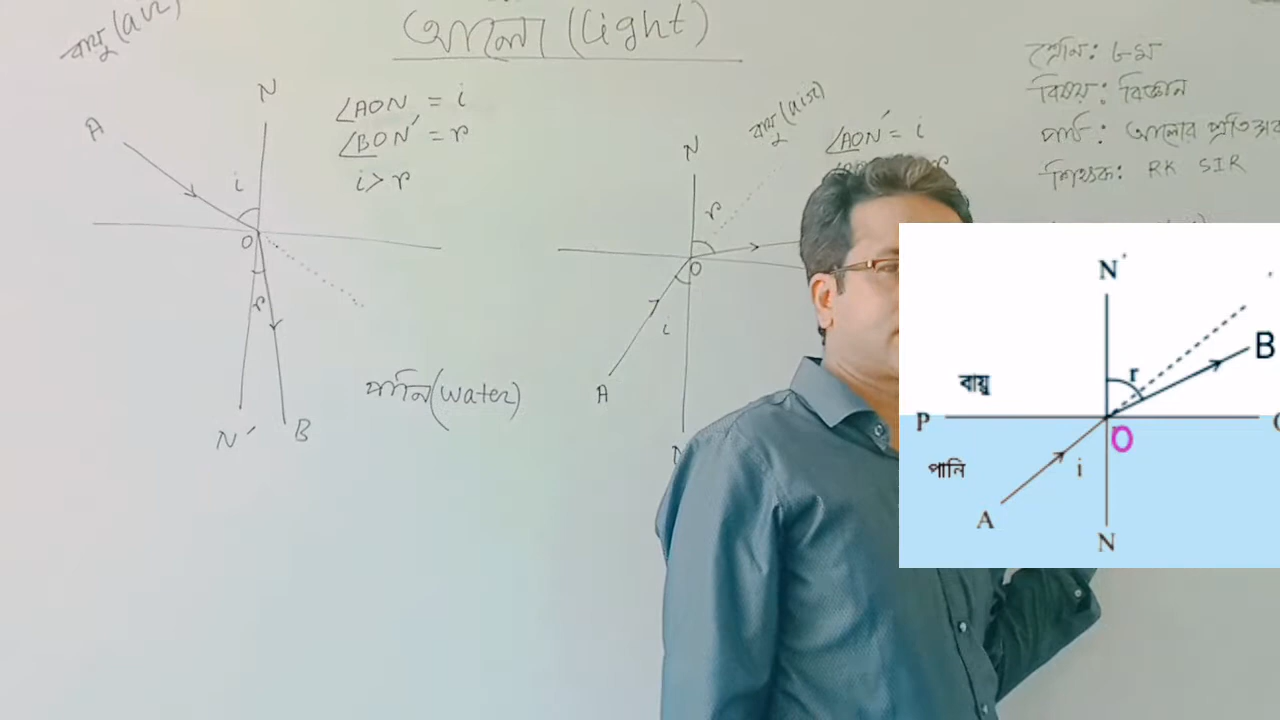 আলো (Light)
বায়ু (air)
N
A
∠AON = i
∠BON′ = r
i > r
i
O
r
N′
B
পানি (water)
বায়ু (air)
∠AON′ = i
N
r
O
i
A
শ্রেনি: ৮ম
বিষয়: বিজ্ঞান
শিক্ষক: RK SIR
N′
B
r
বায়ু
P
O
পানি
i
A
N